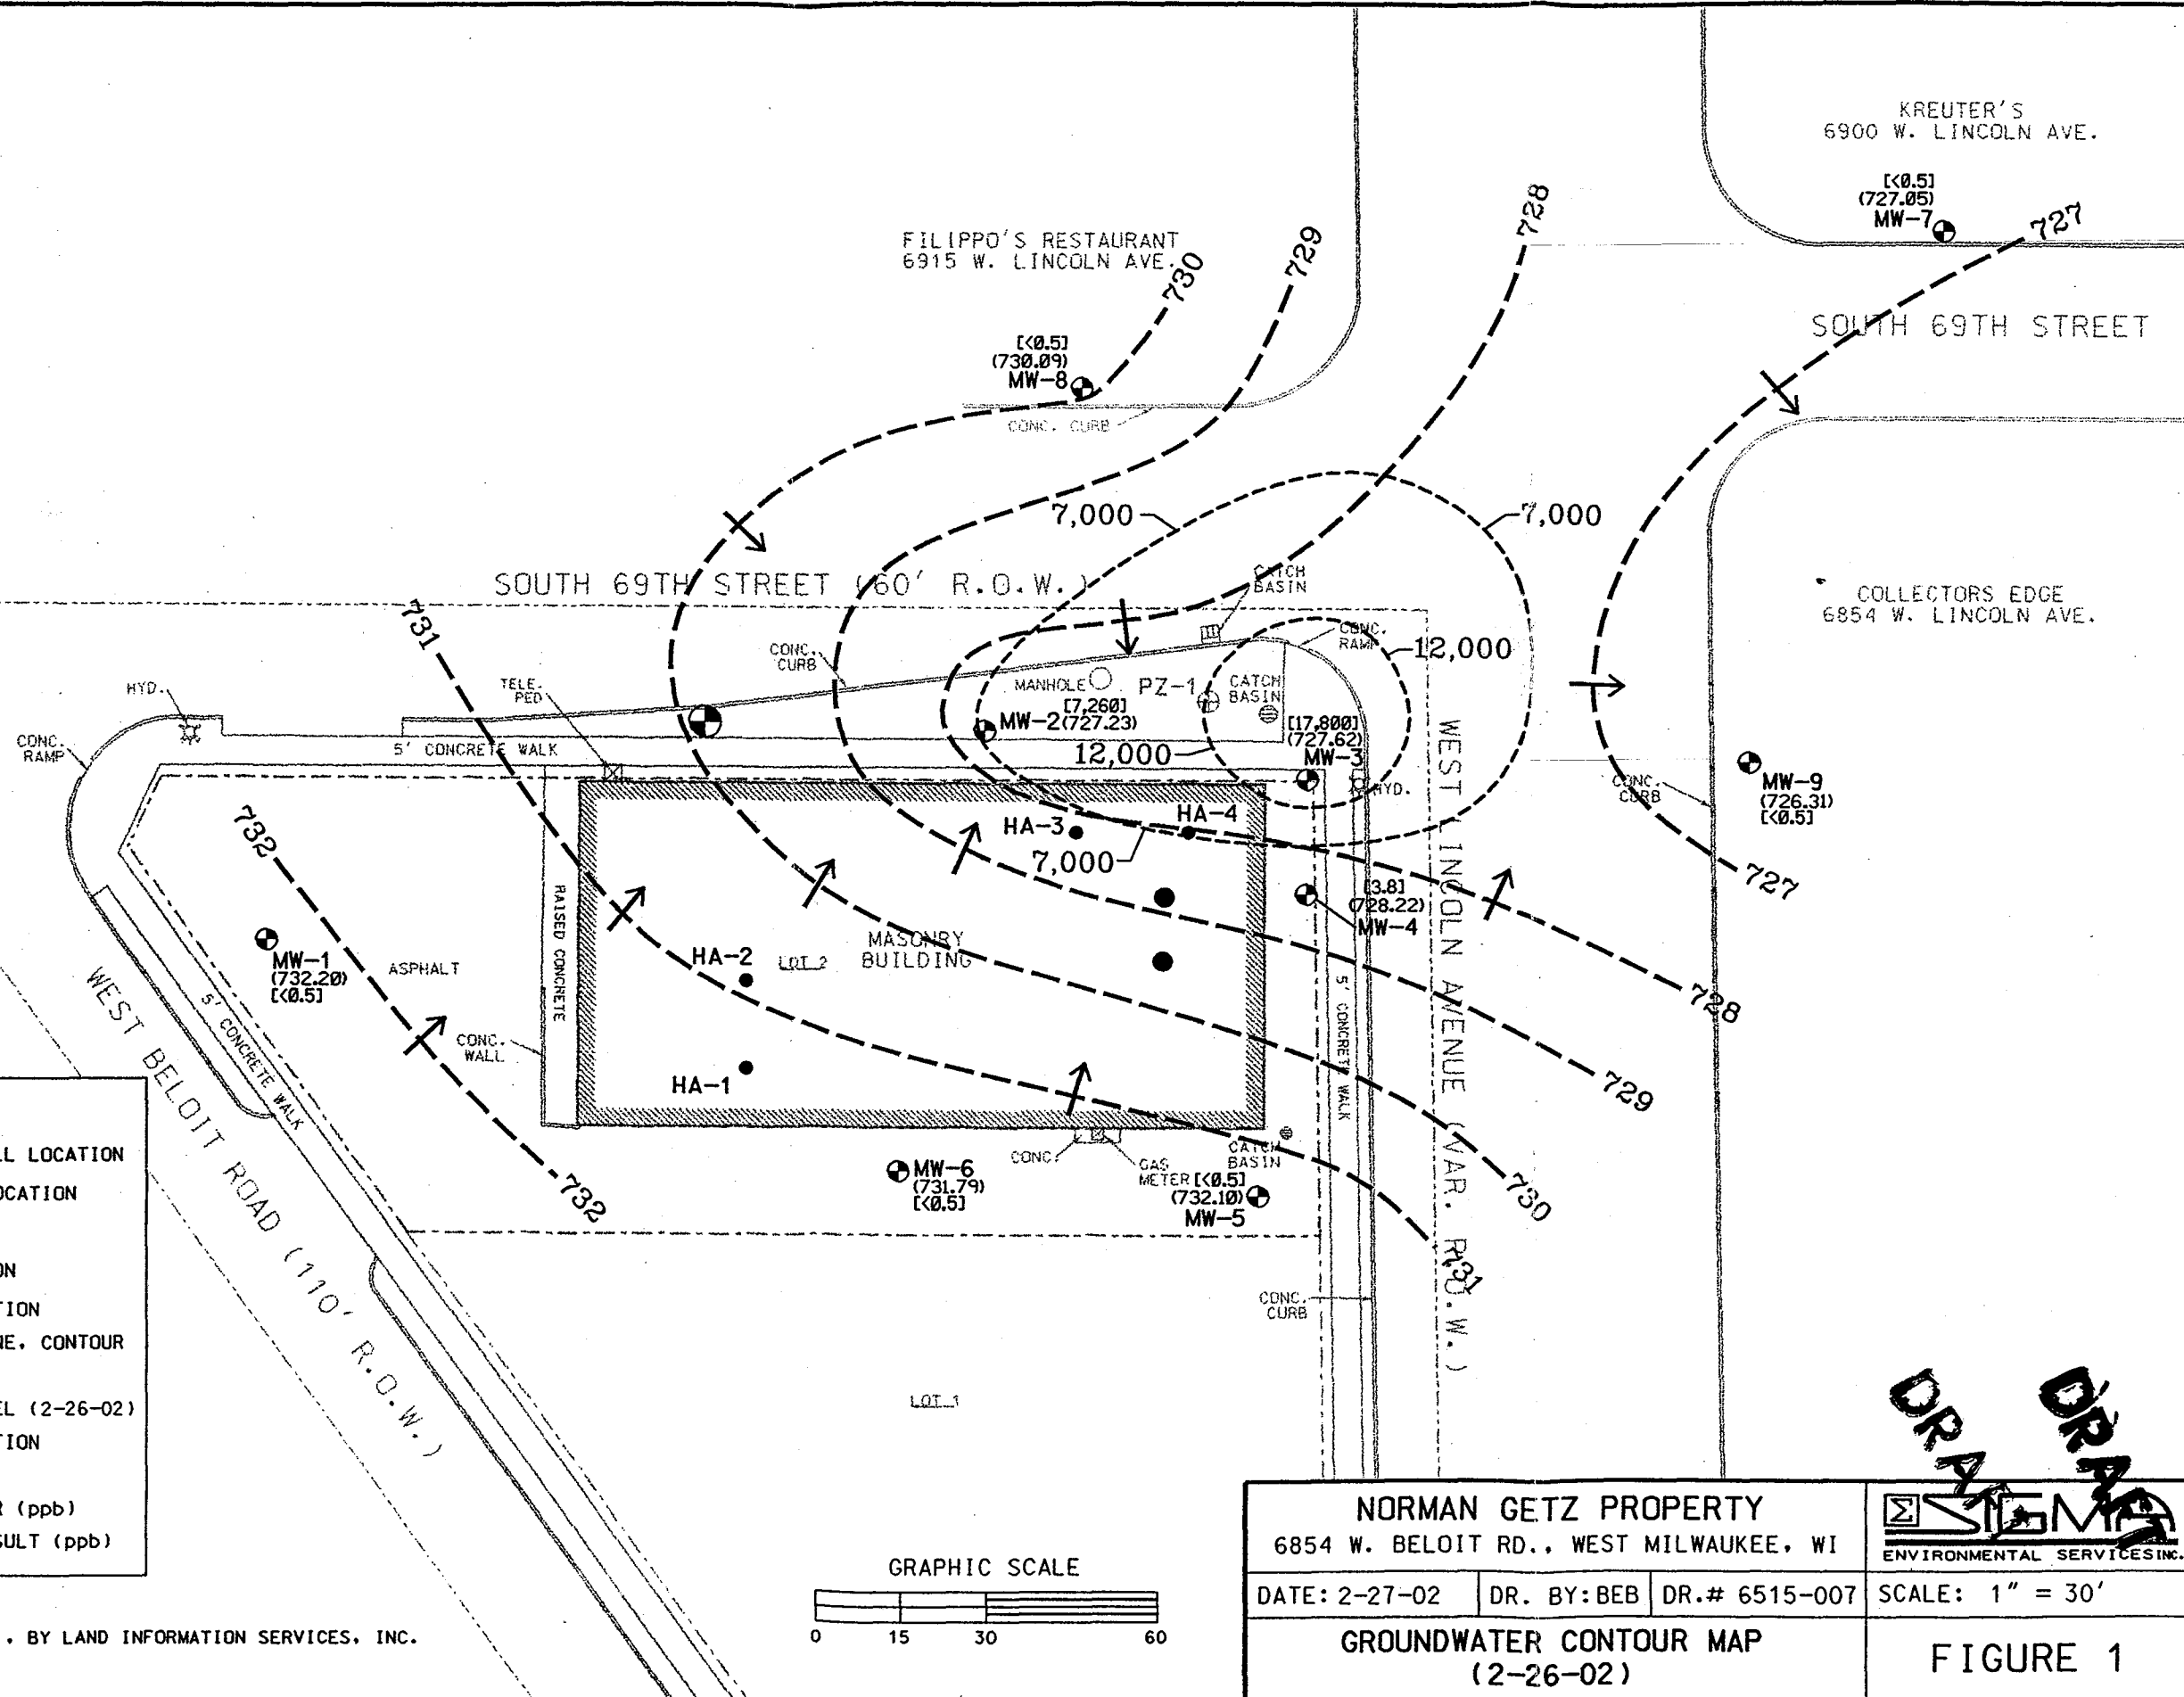 KREUTER'S
6900 W. LINCOLN AVE.
[<0.5]
(727.05)
MW-7
727
728
729
730
FILIPPO'S RESTAURANT
6915 W. LINCOLN AVE.
SOUTH 69TH STREET
[<0.5]
(730.09)
MW-8
CONC. CURB
7,000
7,000
SOUTH 69TH STREET (60' R.O.W.)
CATCH
BASIN
COLLECTORS EDGE
6854 W. LINCOLN AVE.
731
CONC.
CURB
CONC.
RAMP
12,000
HYD.
TELE.
PED
MANHOLE
PZ-1
CATCH
BASIN
[7,260]
MW-2(727.23)
[17,800]
(727.62)
MW-3
12,000
CONC.
RAMP
5' CONCRETE WALK
HYD.
CONC.
CURB
MW-9
(726.31)
[<0.5]
732
HA-3
HA-4
7,000
727
[3.8]
(728.22)
MW-4
RAISED CONCRETE
MASONRY
BUILDING
LOT 2
HA-2
MW-1
(732.20)
[<0.5]
ASPHALT
5' CONCRETE WALK
WEST BELOIT ROAD (110' R.O.W.)
CONC.
WALL
HA-1
5' CONCRETE WALK
WEST LINCOLN AVENUE (VAR. R.O.W.)
728
729
730
731
732
MW-6
(731.79)
[<0.5]
CONC.
GAS
METER
CATCH
BASIN
[<0.5]
(732.10)
MW-5
CONC.
CURB
LOT 1
LL LOCATION
OCATION
ON
TION
NE, CONTOUR
EL (2-26-02)
TION
R (ppb)
SULT (ppb)
. BY LAND INFORMATION SERVICES, INC.
GRAPHIC SCALE
0 15 30 60
DRAFT
DRAFT
NORMAN GETZ PROPERTY
6854 W. BELOIT RD., WEST MILWAUKEE, WI
SIGMA
ENVIRONMENTAL SERVICES INC.
DATE: 2-27-02
DR. BY: BEB
DR.# 6515-007
SCALE: 1" = 30'
GROUNDWATER CONTOUR MAP
(2-26-02)
FIGURE 1